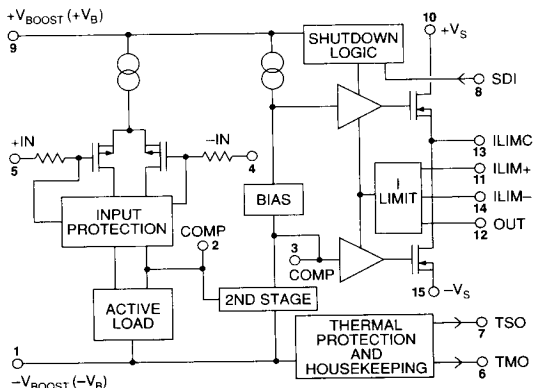 +VBOOST (+VB)
9
SHUTDOWN
LOGIC
10
+VS
SDI
8
+IN
5
−IN
4
ILIMC
13
ILIM+
11
I
LIMIT
ILIM−
14
OUT
12
INPUT
PROTECTION
BIAS
COMP
2
3
COMP
ACTIVE
LOAD
2ND STAGE
15
−VS
1
−VBOOST (−VB)
THERMAL
PROTECTION
AND
HOUSEKEEPING
TSO
7
TMO
6